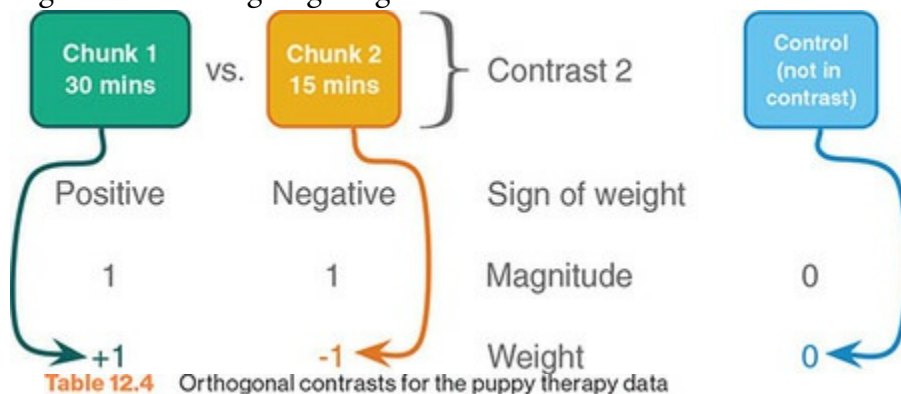 Chunk 1
30 mins
vs.
Chunk 2
15 mins
Contrast 2
Control
(not in
contrast)
Positive Negative Sign of weight
1 1 Magnitude 0
+1 -1 Weight 0
Table 12.4 Orthogonal contrasts for the puppy therapy data